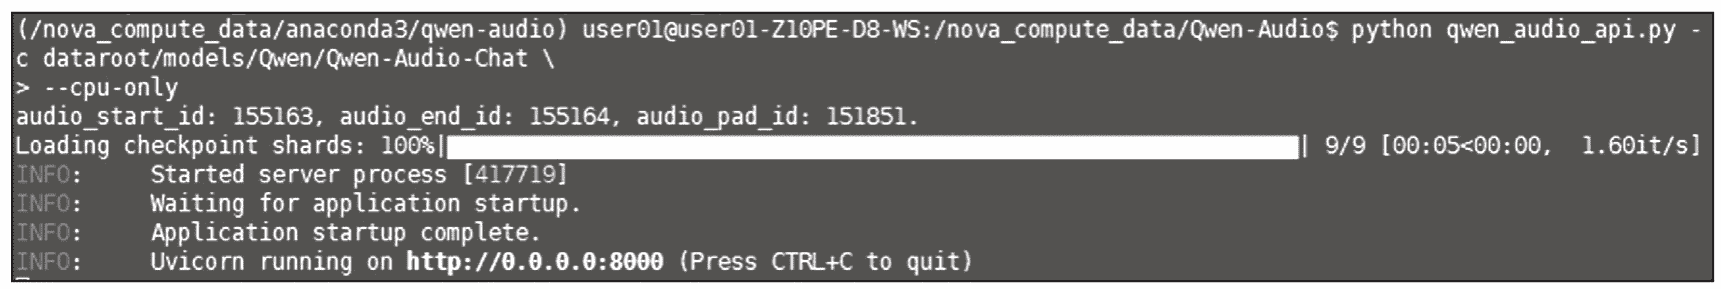 (/nova_compute_data/anaconda3/qwen-audio) user01@user01-Z10PE-D8-WS:/nova_compute_data/Qwen-Audio$ python qwen_audio_api.py -
c dataroot/models/Qwen/Qwen-Audio-Chat \
> --cpu-only
audio_start_id: 155163, audio_end_id: 155164, audio_pad_id: 151851.
Loading checkpoint shards: 100%| | 9/9 [00:05<00:00, 1.60it/s]
INFO: Started server process [417719]
INFO: Waiting for application startup.
INFO: Application startup complete.
INFO: Uvicorn running on http://0.0.0.0:8000 (Press CTRL+C to quit)